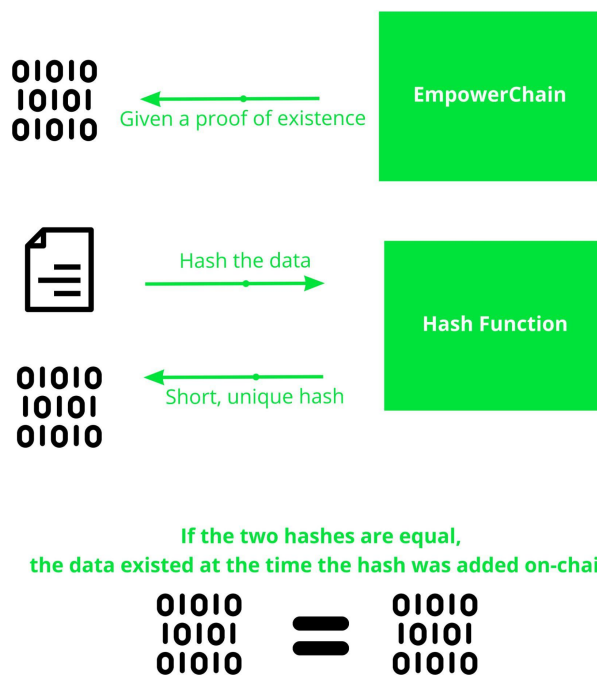 01010
10101
01010
EmpowerChain
Given a proof of existence
Hash the data
Hash Function
01010
10101
01010
Short, unique hash
If the two hashes are equal,
the data existed at the time the hash was added on-chai
01010
10101
01010
=
01010
10101
01010